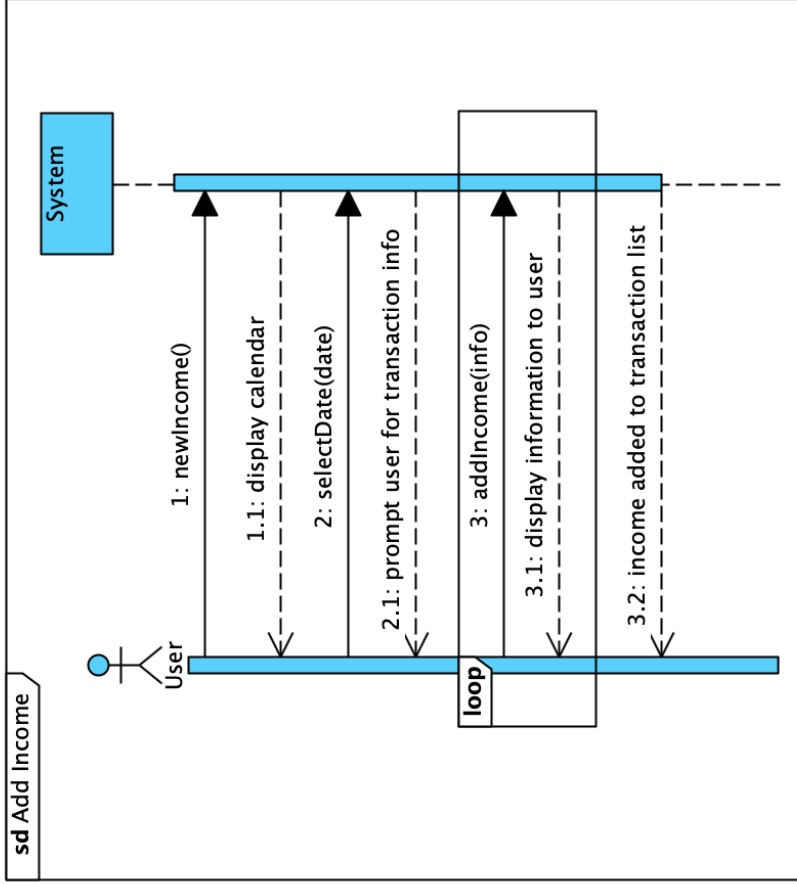 sd Add Income
User
System
1: newIncome()
1.1: display calendar
2: selectDate(date)
2.1: prompt user for transaction info
loop
3: addIncome(info)
3.1: display information to user
3.2: income added to transaction list